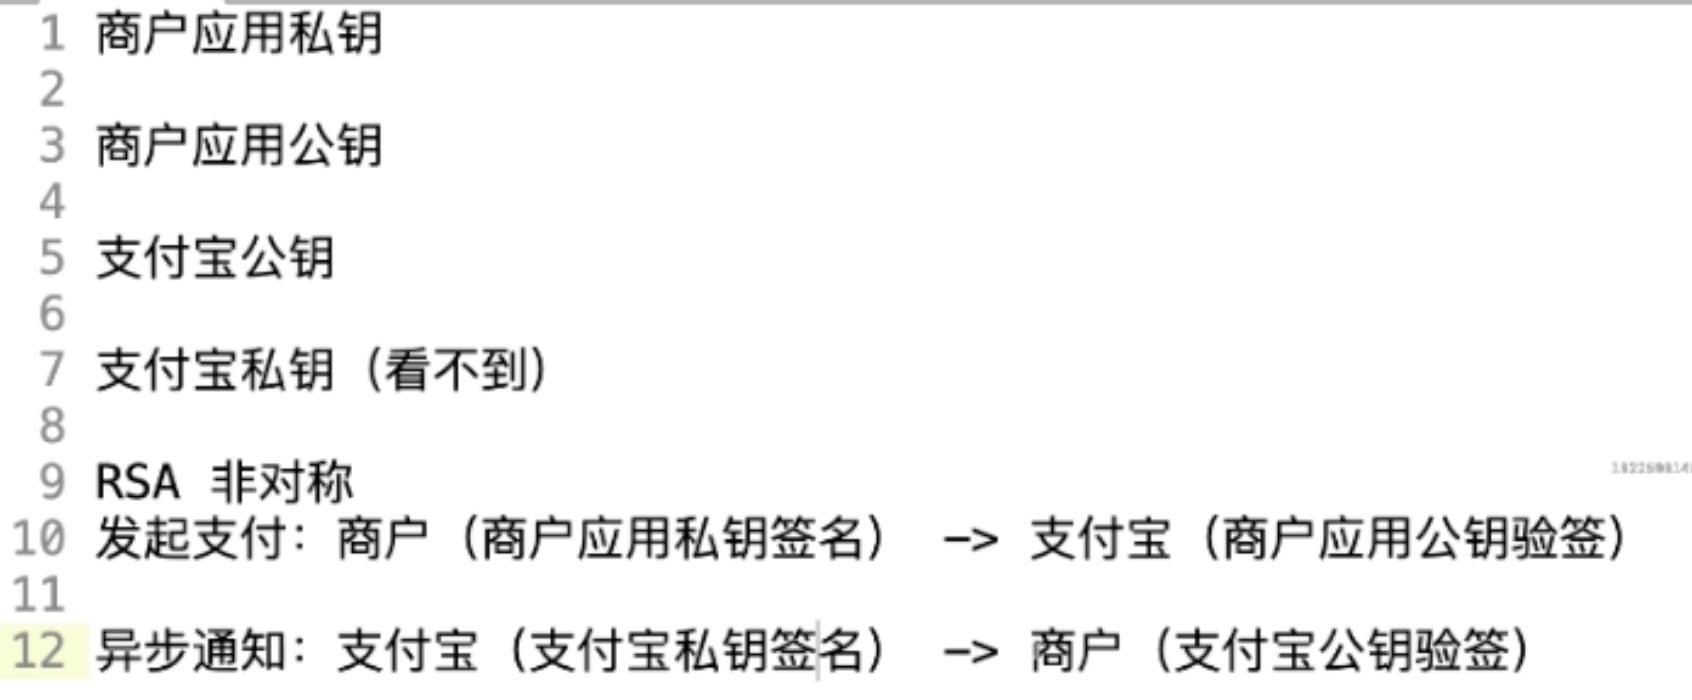 1 商户应用私钥
2
3 商户应用公钥
4
5 支付宝公钥
6
7 支付宝私钥（看不到）
8
9 RSA 非对称
10 发起支付：商户（商户应用私钥签名） -> 支付宝（商户应用公钥验签）
11
12 异步通知：支付宝（支付宝私钥签名） -> 商户（支付宝公钥验签）